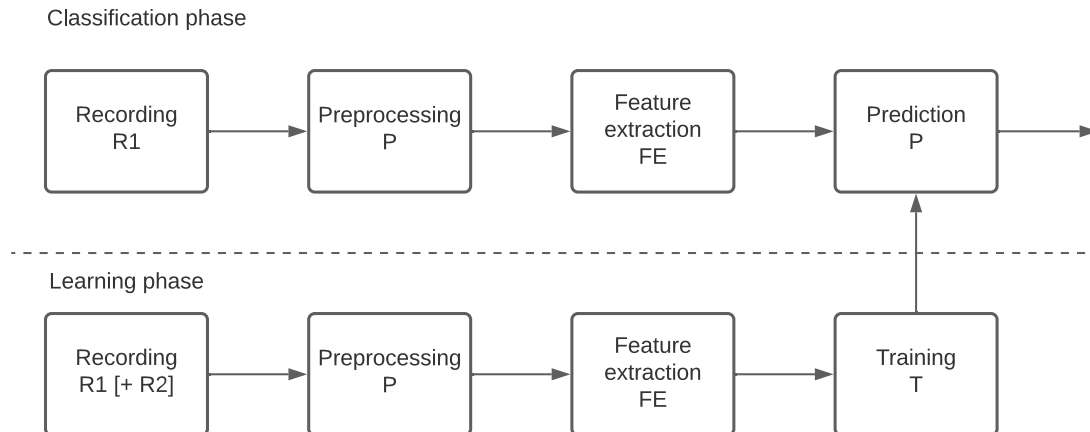 Classification phase
Recording
R1
Preprocessing
P
Feature
extraction
FE
Prediction
P
Learning phase
Recording
R1 [+ R2]
Preprocessing
P
Feature
extraction
FE
Training
T